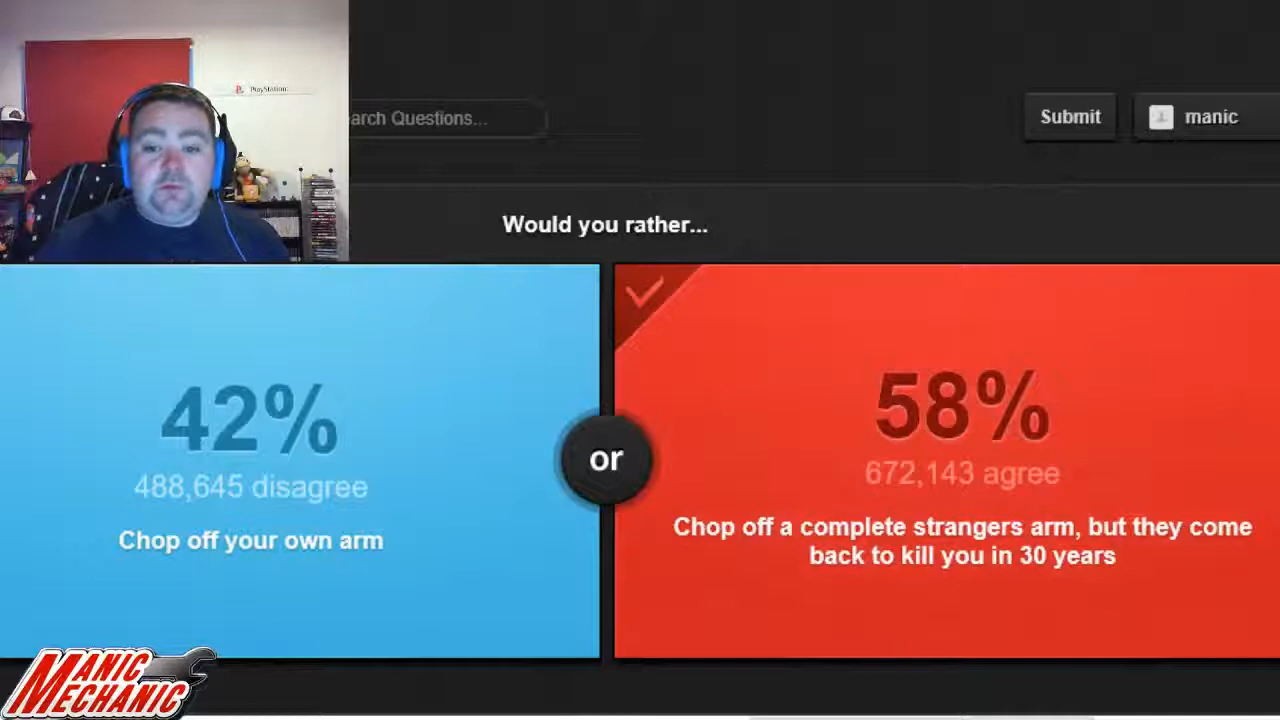 PlayStation
arch Questions...
Submit
manic
Would you rather...
42%
488,645 disagree
Chop off your own arm
or
58%
672,143 agree
Chop off a complete strangers arm, but they come
back to kill you in 30 years
MANIC
MECHANIC